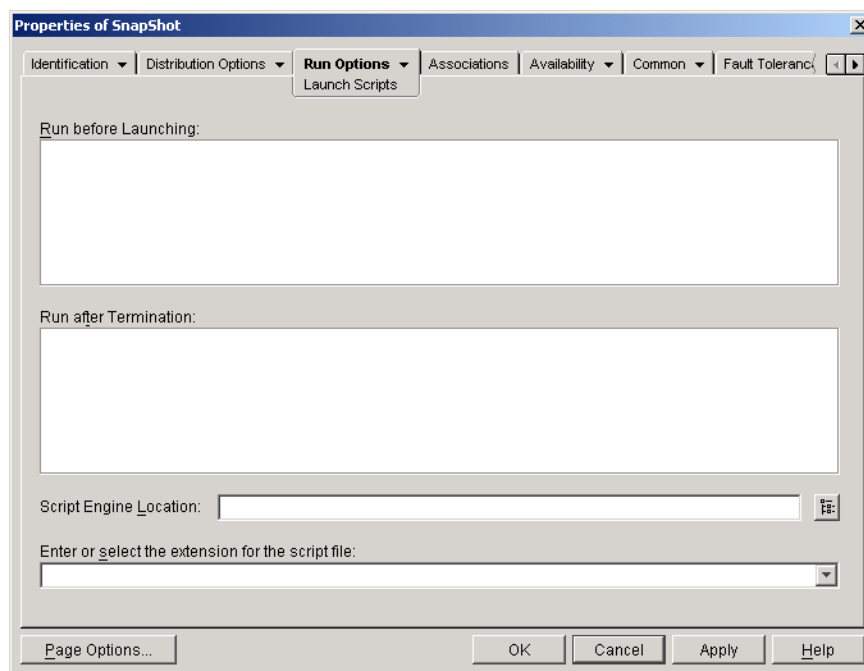 Properties of SnapShot
Identification Distribution Options Run Options Associations Availability Common Fault
Launch Scripts
Run before Launching:
Run after Termination:
Script Engine Location:
Enter or select the extension for the script file:
Page Options... OK Cancel Apply Help